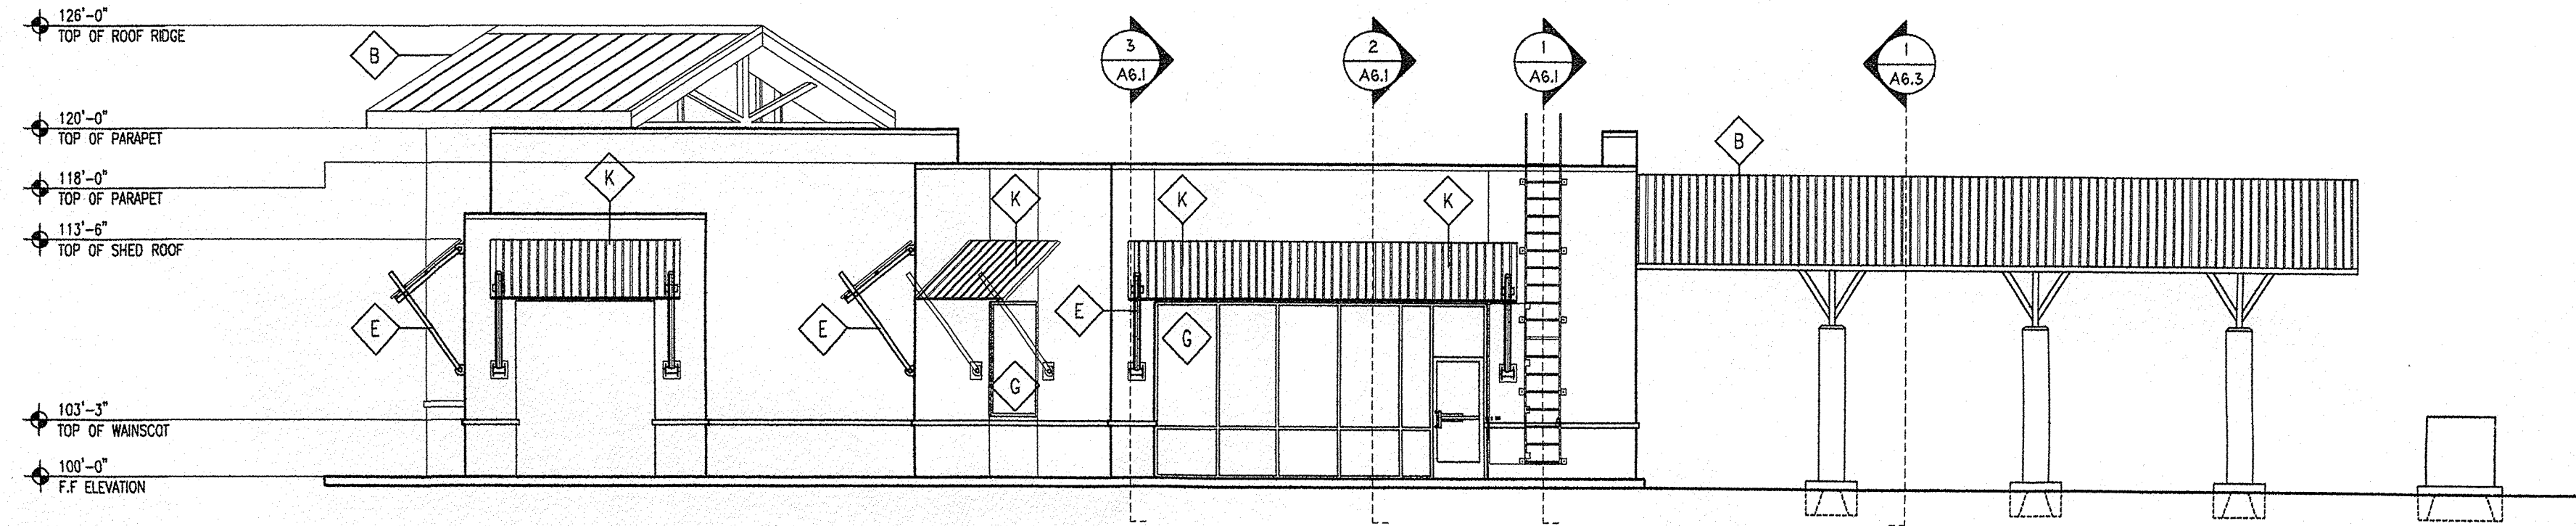 126'-0"
TOP OF ROOF RIDGE
B
3
A6.1
2
A6.1
1
A6.1
1
A6.3
120'-0"
TOP OF PARAPET
B
118'-0"
TOP OF PARAPET
K
K
K
K
113'-6"
TOP OF SHED ROOF
E
E
E
G
G
103'-3"
TOP OF WAINSCOT
100'-0"
F.F ELEVATION